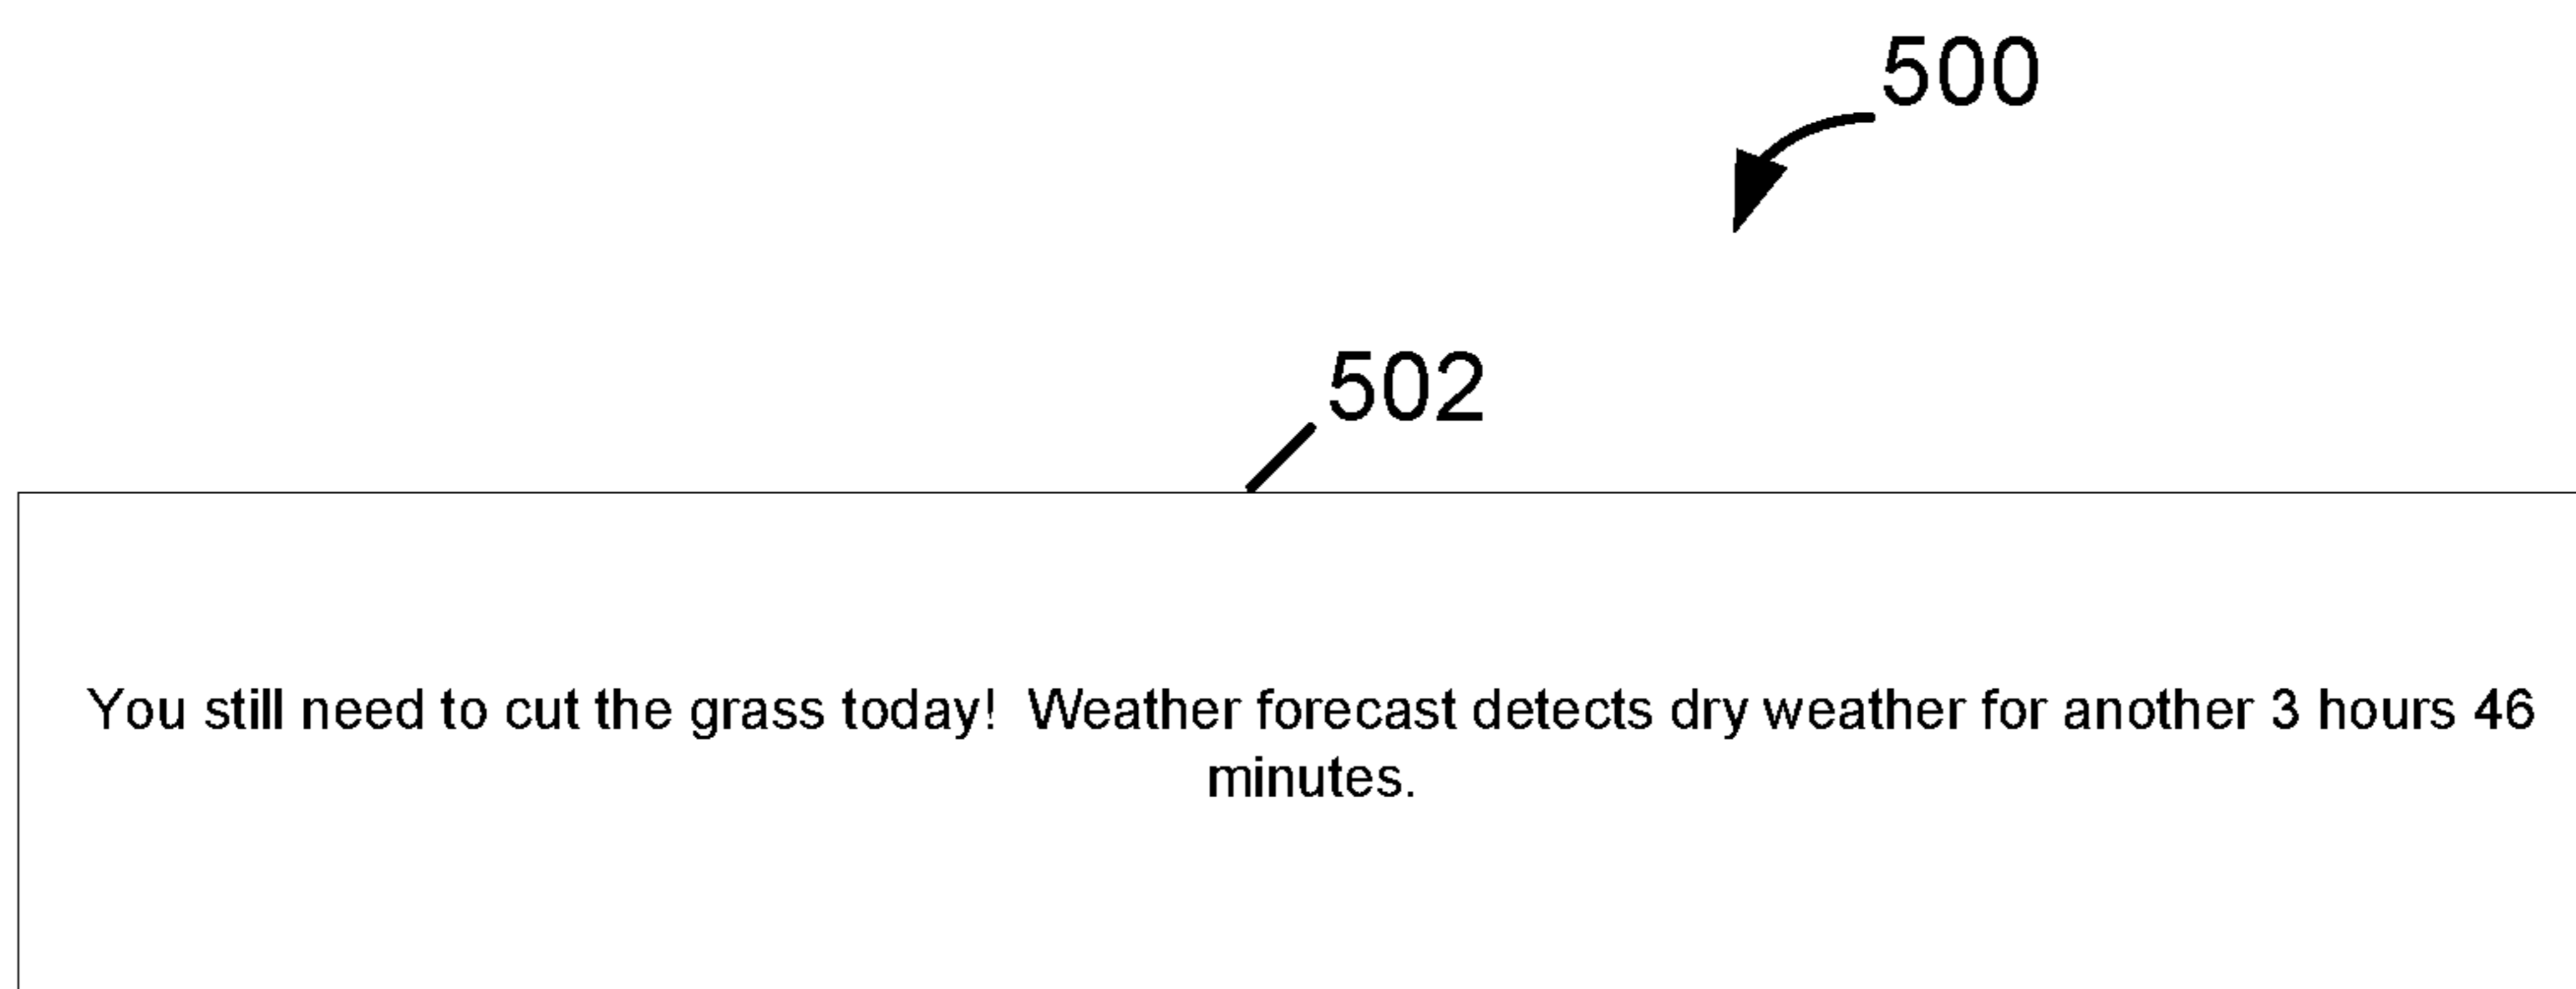 500
502
You still need to cut the grass today!  Weather forecast detects dry weather for another 3 hours 46
minutes.